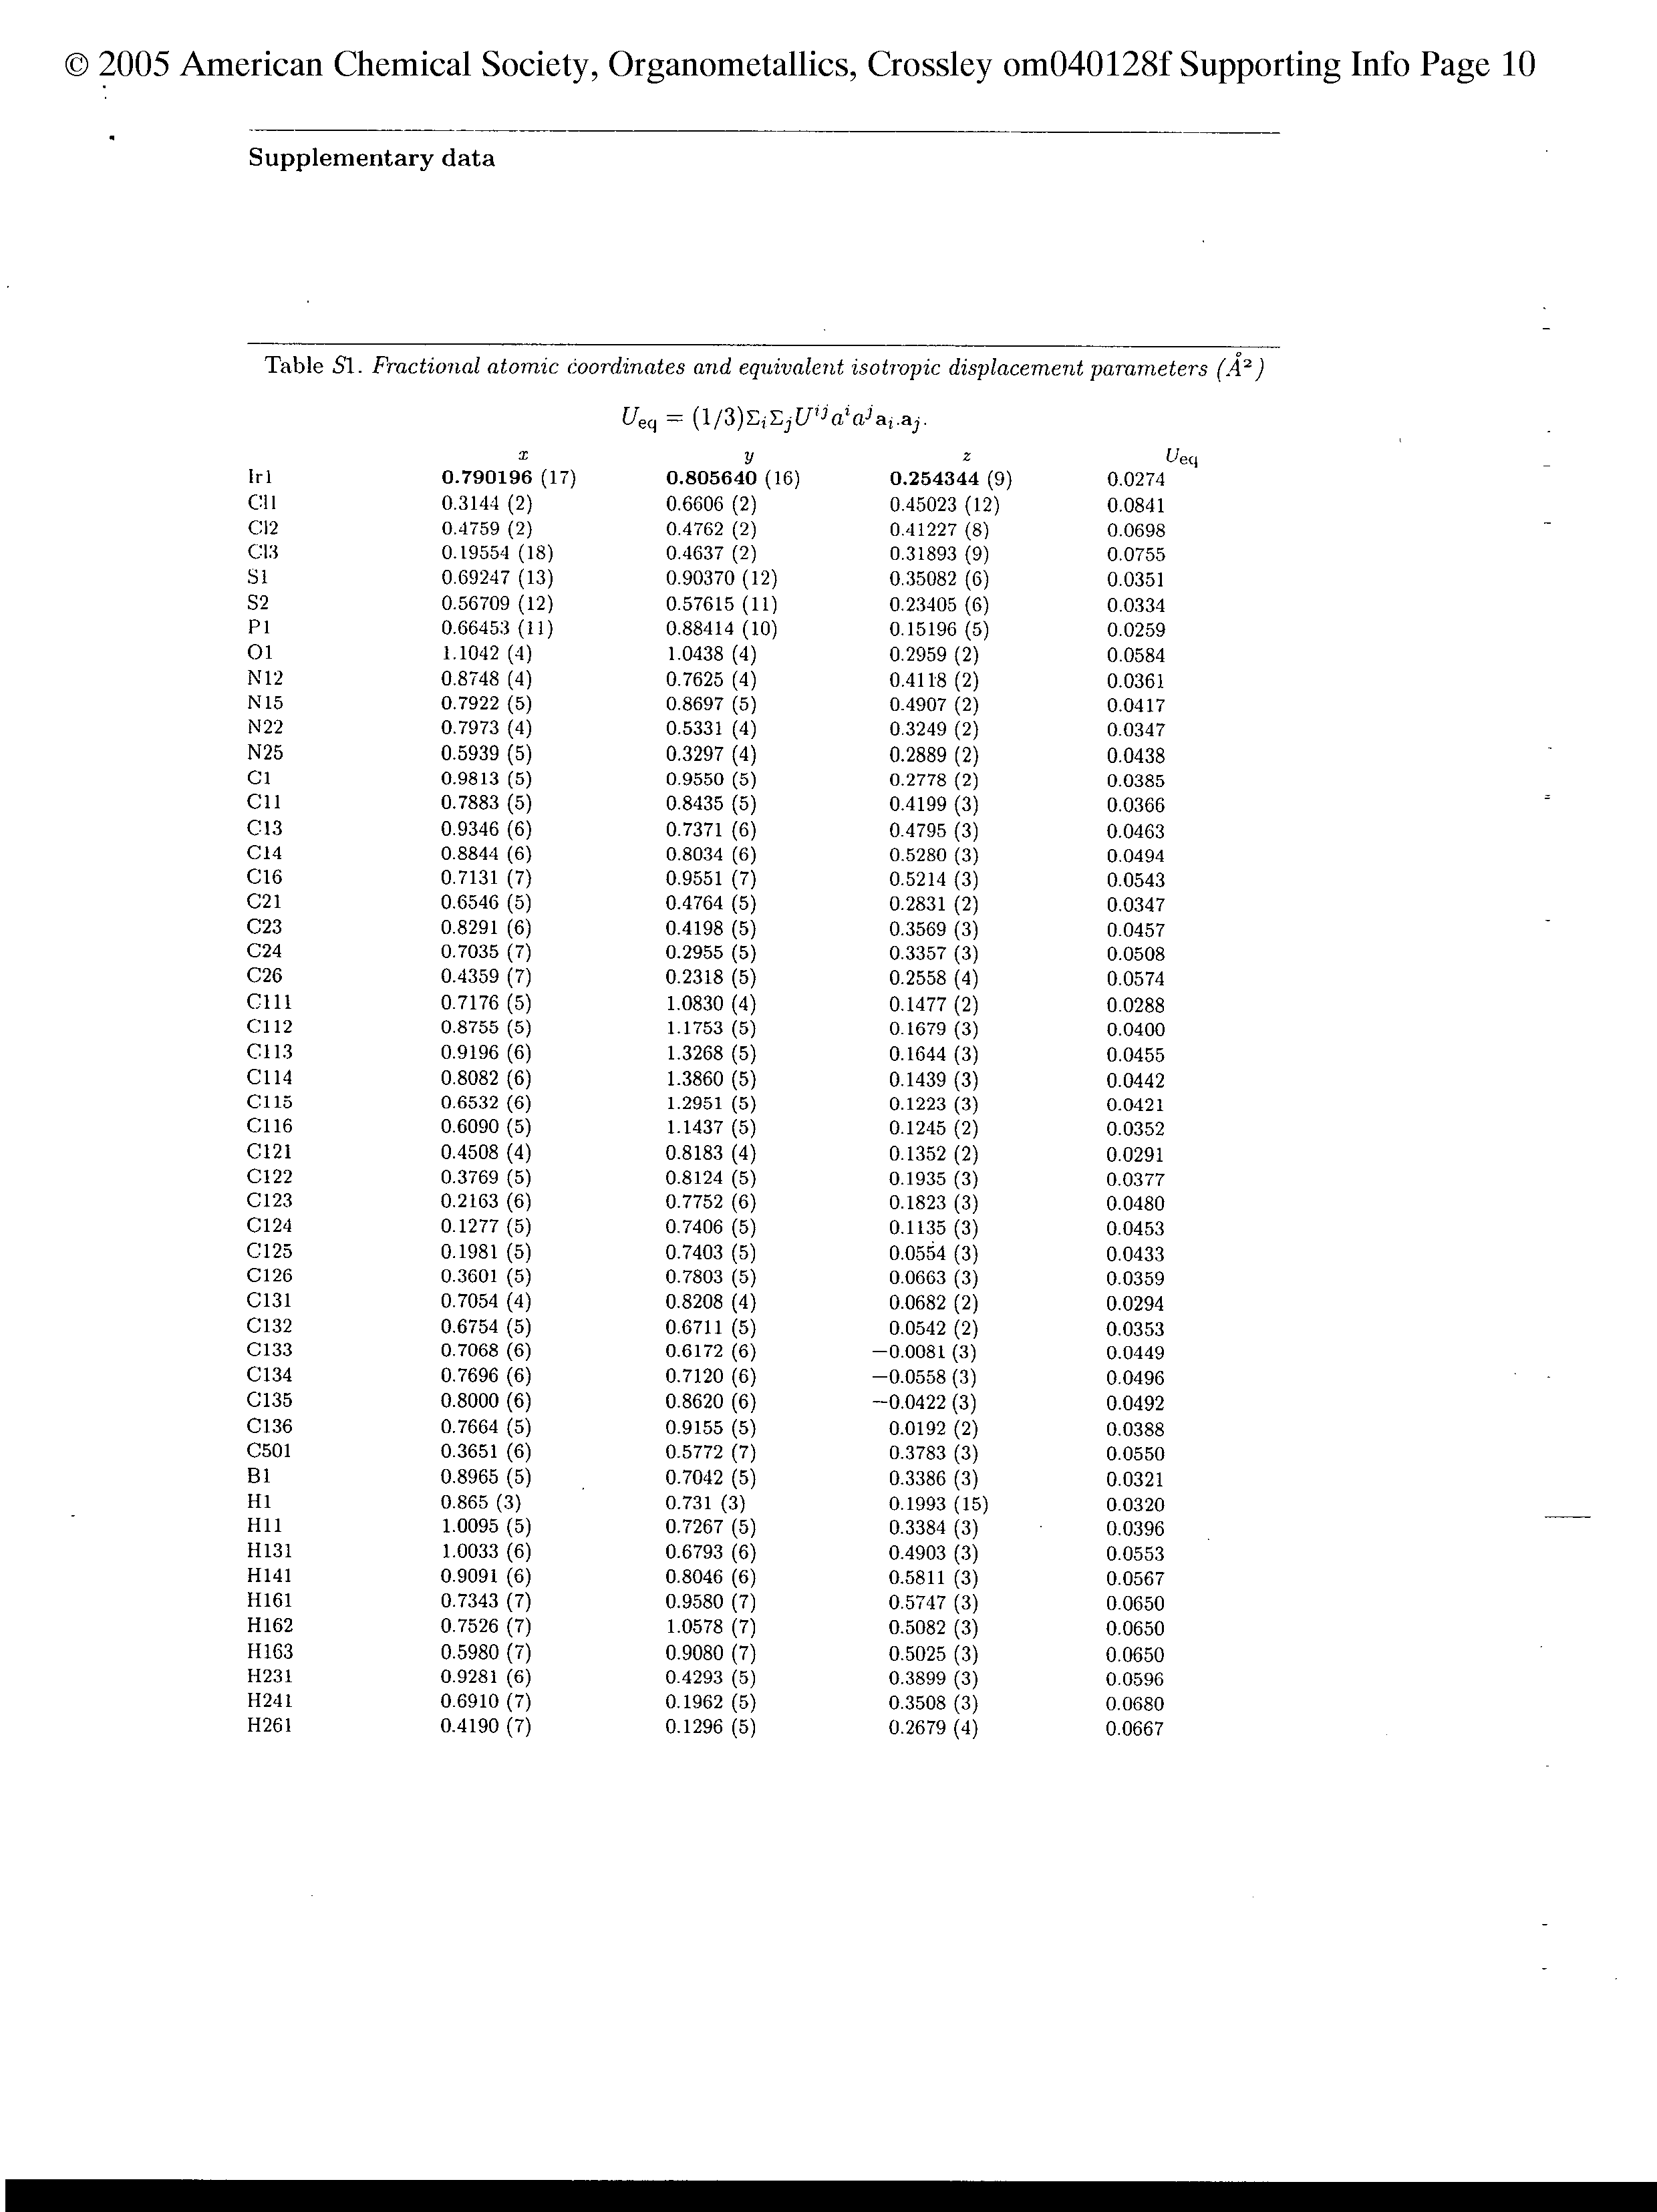 © 2005 American Chemical Society, Organometallics, Crossley om040128f Supporting Info Page 10
Supplementary data
Table S1. Fractional atomic coordinates and equivalent isotropic displacement parameters (Å²)
Ueq = (1/3)ΣiΣjUijaiajai.aj.
x y z Ueq
Ir1 0.790196 (17) 0.805640 (16) 0.254344 (9) 0.0274
Cl1 0.3144 (2) 0.6606 (2) 0.45023 (12) 0.0841
Cl2 0.4759 (2) 0.4762 (2) 0.41227 (8) 0.0698
Cl3 0.19554 (18) 0.4637 (2) 0.31893 (9) 0.0755
S1 0.69247 (13) 0.90370 (12) 0.35082 (6) 0.0351
S2 0.56709 (12) 0.57615 (11) 0.23405 (6) 0.0334
P1 0.66453 (11) 0.88414 (10) 0.15196 (5) 0.0259
O1 1.1042 (4) 1.0438 (4) 0.2959 (2) 0.0584
N12 0.8748 (4) 0.7625 (4) 0.4118 (2) 0.0361
N15 0.7922 (5) 0.8697 (5) 0.4907 (2) 0.0417
N22 0.7973 (4) 0.5331 (4) 0.3249 (2) 0.0347
N25 0.5939 (5) 0.3297 (4) 0.2889 (2) 0.0438
C1 0.9813 (5) 0.9550 (5) 0.2778 (2) 0.0385
C11 0.7883 (5) 0.8435 (5) 0.4199 (3) 0.0366
C13 0.9346 (6) 0.7371 (6) 0.4795 (3) 0.0463
C14 0.8844 (6) 0.8034 (6) 0.5280 (3) 0.0494
C16 0.7131 (7) 0.9551 (7) 0.5214 (3) 0.0543
C21 0.6546 (5) 0.4764 (5) 0.2831 (2) 0.0347
C23 0.8291 (6) 0.4198 (5) 0.3569 (3) 0.0457
C24 0.7035 (7) 0.2955 (5) 0.3357 (3) 0.0508
C26 0.4359 (7) 0.2318 (5) 0.2558 (4) 0.0574
C111 0.7176 (5) 1.0830 (4) 0.1477 (2) 0.0288
C112 0.8755 (5) 1.1753 (5) 0.1679 (3) 0.0400
C113 0.9196 (6) 1.3268 (5) 0.1644 (3) 0.0455
C114 0.8082 (6) 1.3860 (5) 0.1439 (3) 0.0442
C115 0.6532 (6) 1.2951 (5) 0.1223 (3) 0.0421
C116 0.6090 (5) 1.1437 (5) 0.1245 (2) 0.0352
C121 0.4508 (4) 0.8183 (4) 0.1352 (2) 0.0291
C122 0.3769 (5) 0.8124 (5) 0.1935 (3) 0.0377
C123 0.2163 (6) 0.7752 (6) 0.1823 (3) 0.0480
C124 0.1277 (5) 0.7406 (5) 0.1135 (3) 0.0453
C125 0.1981 (5) 0.7403 (5) 0.0554 (3) 0.0433
C126 0.3601 (5) 0.7803 (5) 0.0663 (3) 0.0359
C131 0.7054 (4) 0.8208 (4) 0.0682 (2) 0.0294
C132 0.6754 (5) 0.6711 (5) 0.0542 (2) 0.0353
C133 0.7068 (6) 0.6172 (6) −0.0081 (3) 0.0449
C134 0.7696 (6) 0.7120 (6) −0.0558 (3) 0.0496
C135 0.8000 (6) 0.8620 (6) −0.0422 (3) 0.0492
C136 0.7664 (5) 0.9155 (5) 0.0192 (2) 0.0388
C501 0.3651 (6) 0.5772 (7) 0.3783 (3) 0.0550
B1 0.8965 (5) 0.7042 (5) 0.3386 (3) 0.0321
H1 0.865 (3) 0.731 (3) 0.1993 (15) 0.0320
H11 1.0095 (5) 0.7267 (5) 0.3384 (3) 0.0396
H131 1.0033 (6) 0.6793 (6) 0.4903 (3) 0.0553
H141 0.9091 (6) 0.8046 (6) 0.5811 (3) 0.0567
H161 0.7343 (7) 0.9580 (7) 0.5747 (3) 0.0650
H162 0.7526 (7) 1.0578 (7) 0.5082 (3) 0.0650
H163 0.5980 (7) 0.9080 (7) 0.5025 (3) 0.0650
H231 0.9281 (6) 0.4293 (5) 0.3899 (3) 0.0596
H241 0.6910 (7) 0.1962 (5) 0.3508 (3) 0.0680
H261 0.4190 (7) 0.1296 (5) 0.2679 (4) 0.0667